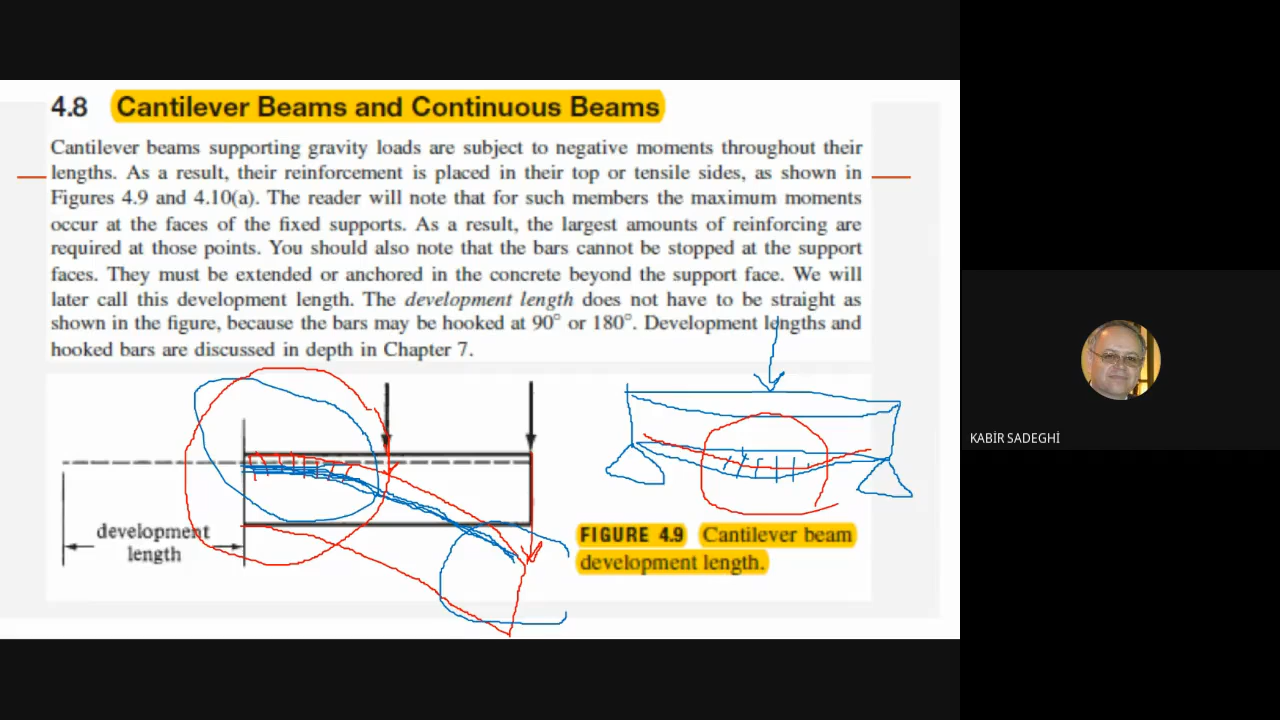 4.8 Cantilever Beams and Continuous Beams
Cantilever beams supporting gravity loads are subject to negative moments throughout their
lengths. As a result, their reinforcement is placed in their top or tensile sides, as shown in
Figures 4.9 and 4.10(a). The reader will note that for such members the maximum moments
occur at the faces of the fixed supports. As a result, the largest amounts of reinforcing are
required at those points. You should also note that the bars cannot be stopped at the support
faces. They must be extended or anchored in the concrete beyond the support face. We will
later call this development length. The development length does not have to be straight as
shown in the figure, because the bars may be hooked at 90° or 180°. Development lengths and
hooked bars are discussed in depth in Chapter 7.
development
length
FIGURE 4.9 Cantilever beam
development length.
KABİR SADEGHİ